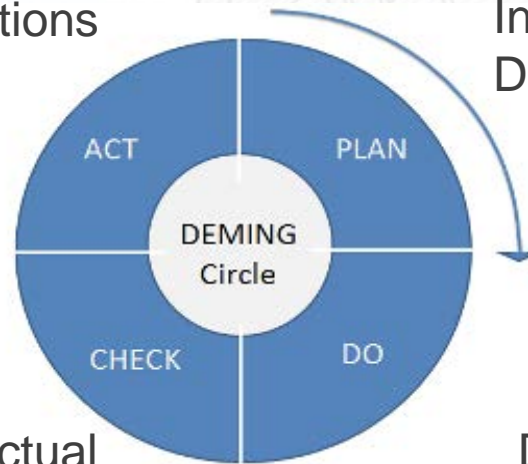 tions
In
D
ACT
PLAN
DEMING
Circle
CHECK
DO
ctual